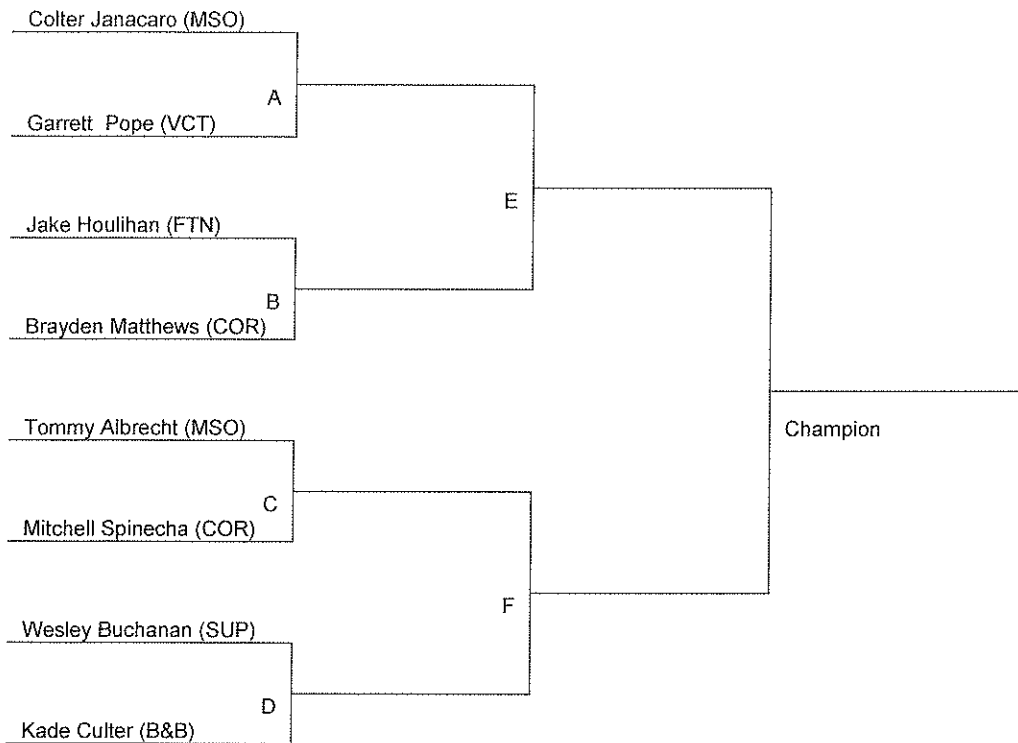 Colter Janacaro (MSO)
A
Garrett Pope (VCT)
E
Jake Houlihan (FTN)
B
Brayden Matthews (COR)
Champion
Tommy Albrecht (MSO)
C
Mitchell Spinecha (COR)
F
Wesley Buchanan (SUP)
D
Kade Culter (B&B)